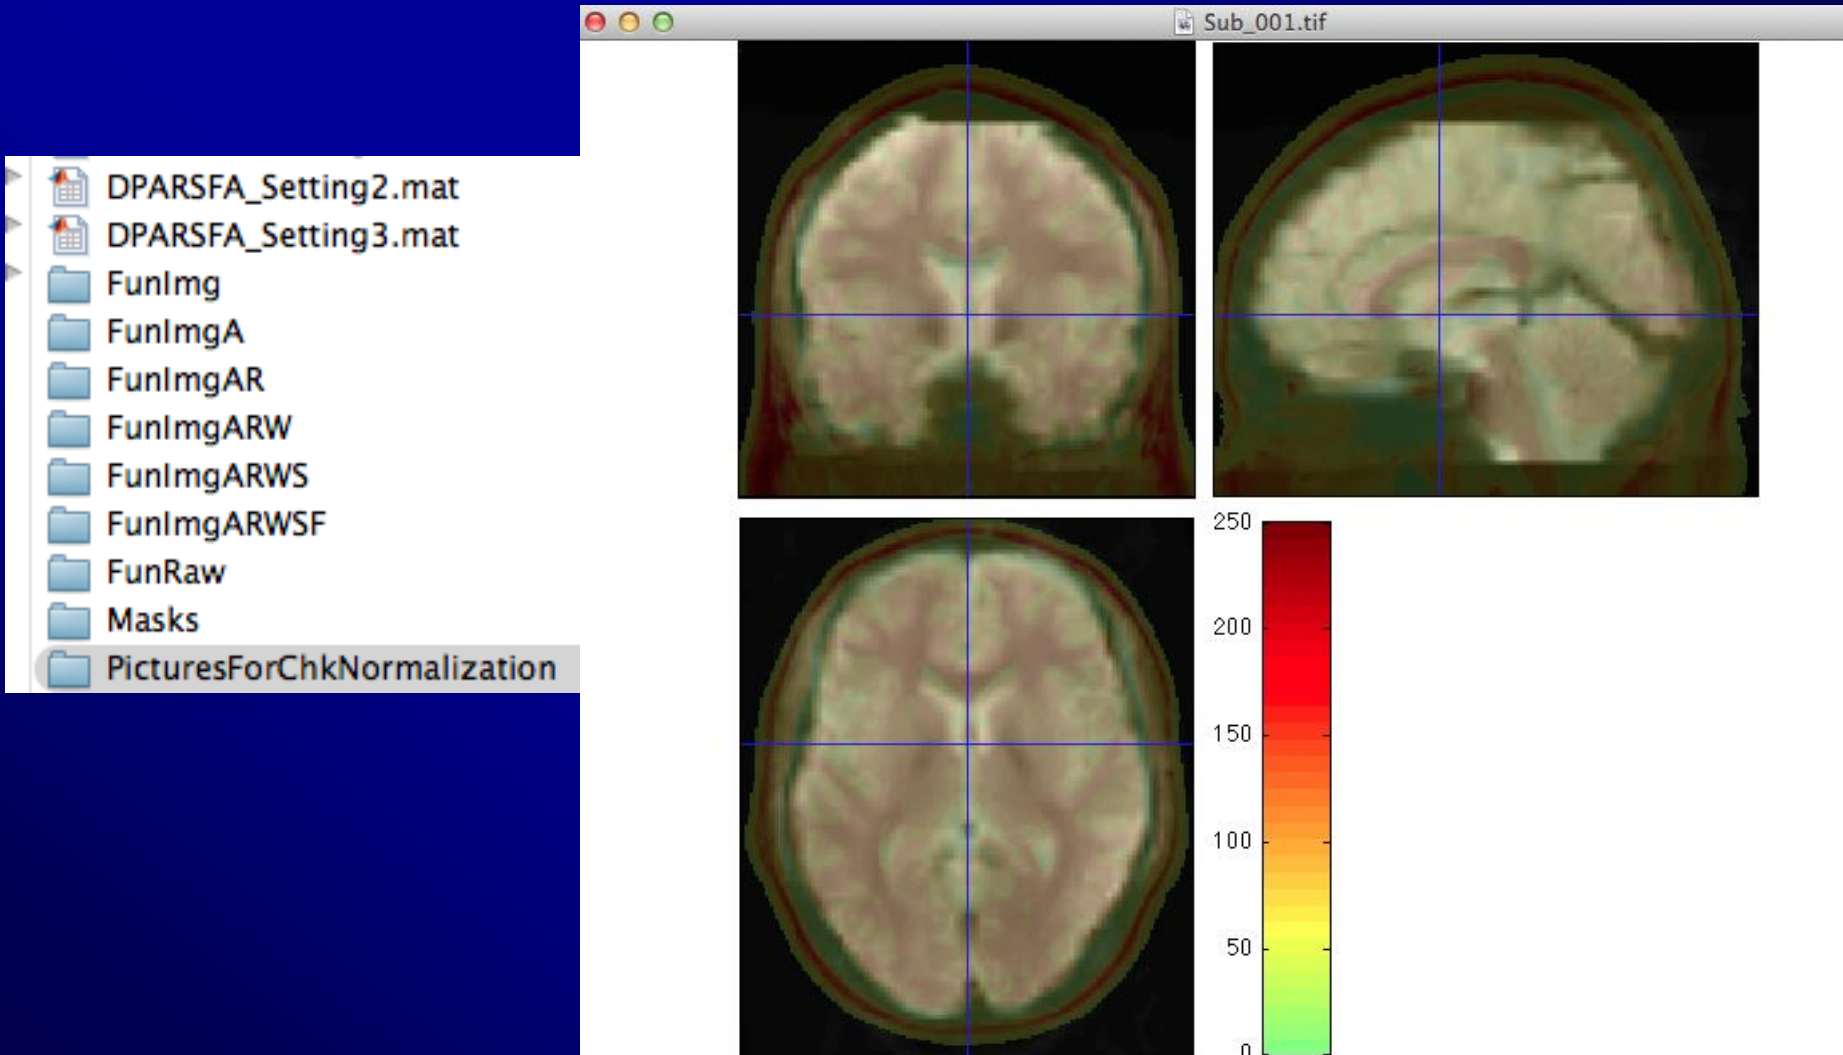 Sub_001.tif
DPARSFA_Setting2.mat
DPARSFA_Setting3.mat
FunImg
FunImgA
FunImgAR
FunImgARW
FunImgARWS
FunImgARWSF
FunRaw
Masks
PicturesForChkNormalization
250
200
150
100
50
0